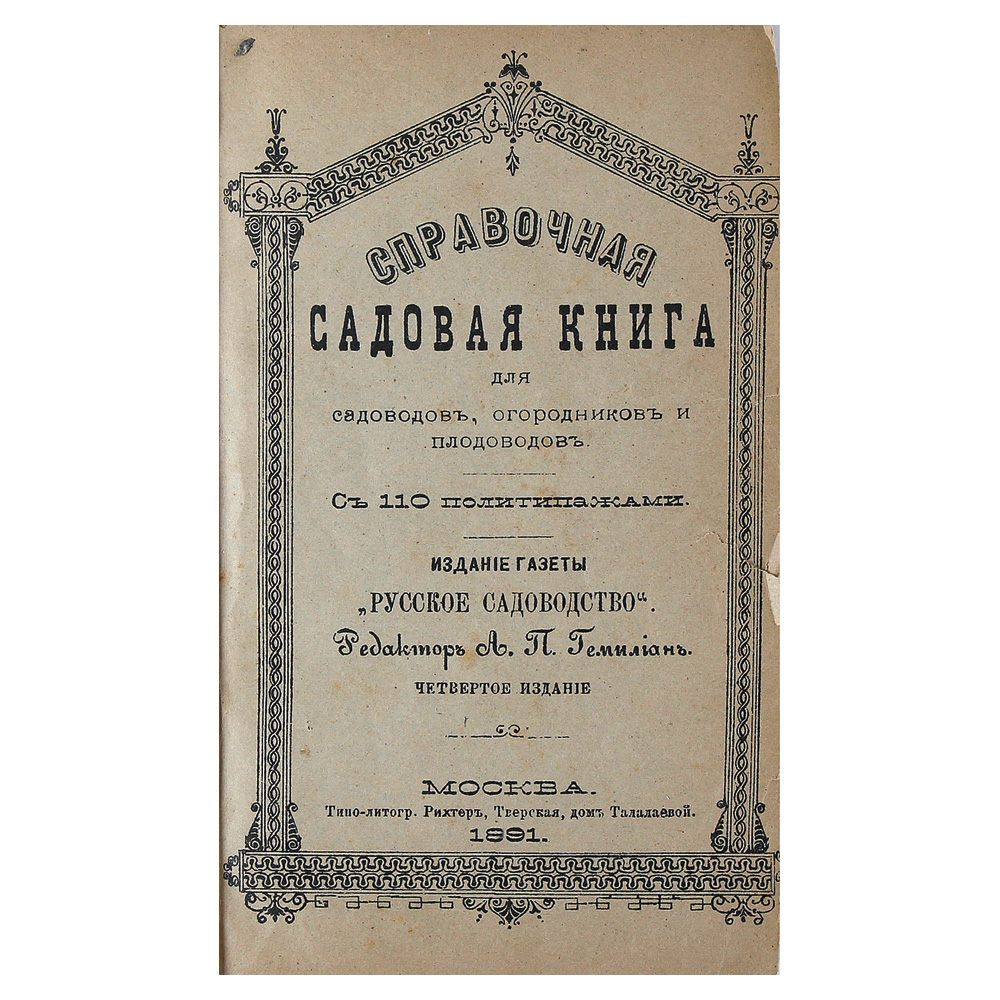 СПРАВОЧНАЯ
САДОВАЯ КНИГА
для
садоводовъ, огородниковъ и
плодоводовъ.
Съ 110 политипажами.
ИЗДАНІЕ ГАЗЕТЫ
„РУССКОЕ САДОВОДСТВО“.
Редакторъ А. П. Гемиліанъ.
ЧЕТВЕРТОЕ ИЗДАНІЕ
МОСКВА.
Типо-литогр. Рихтеръ, Тверская, домъ Талалаевой.
1891.